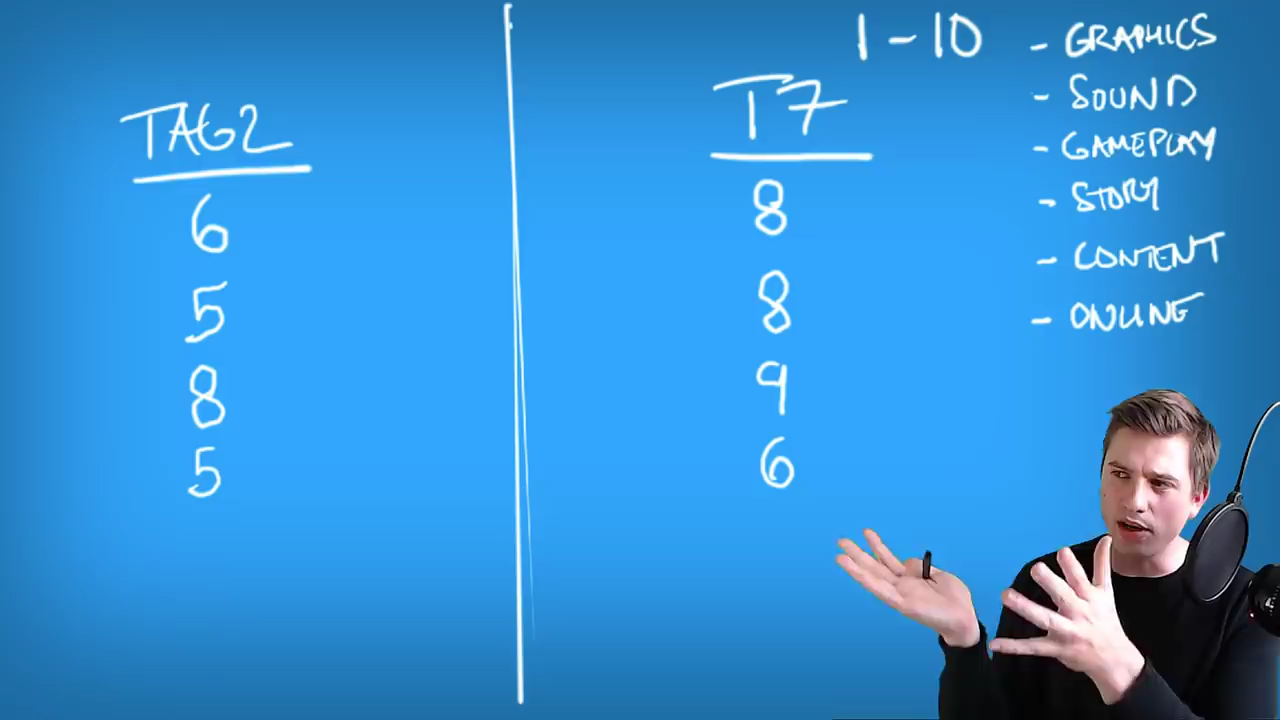 TAG2
6
5
8
5
T7
8
8
9
6
1-10
- GRAPHICS
- SOUND
- GAMEPLAY
- STORY
- CONTENT
- ONLINE